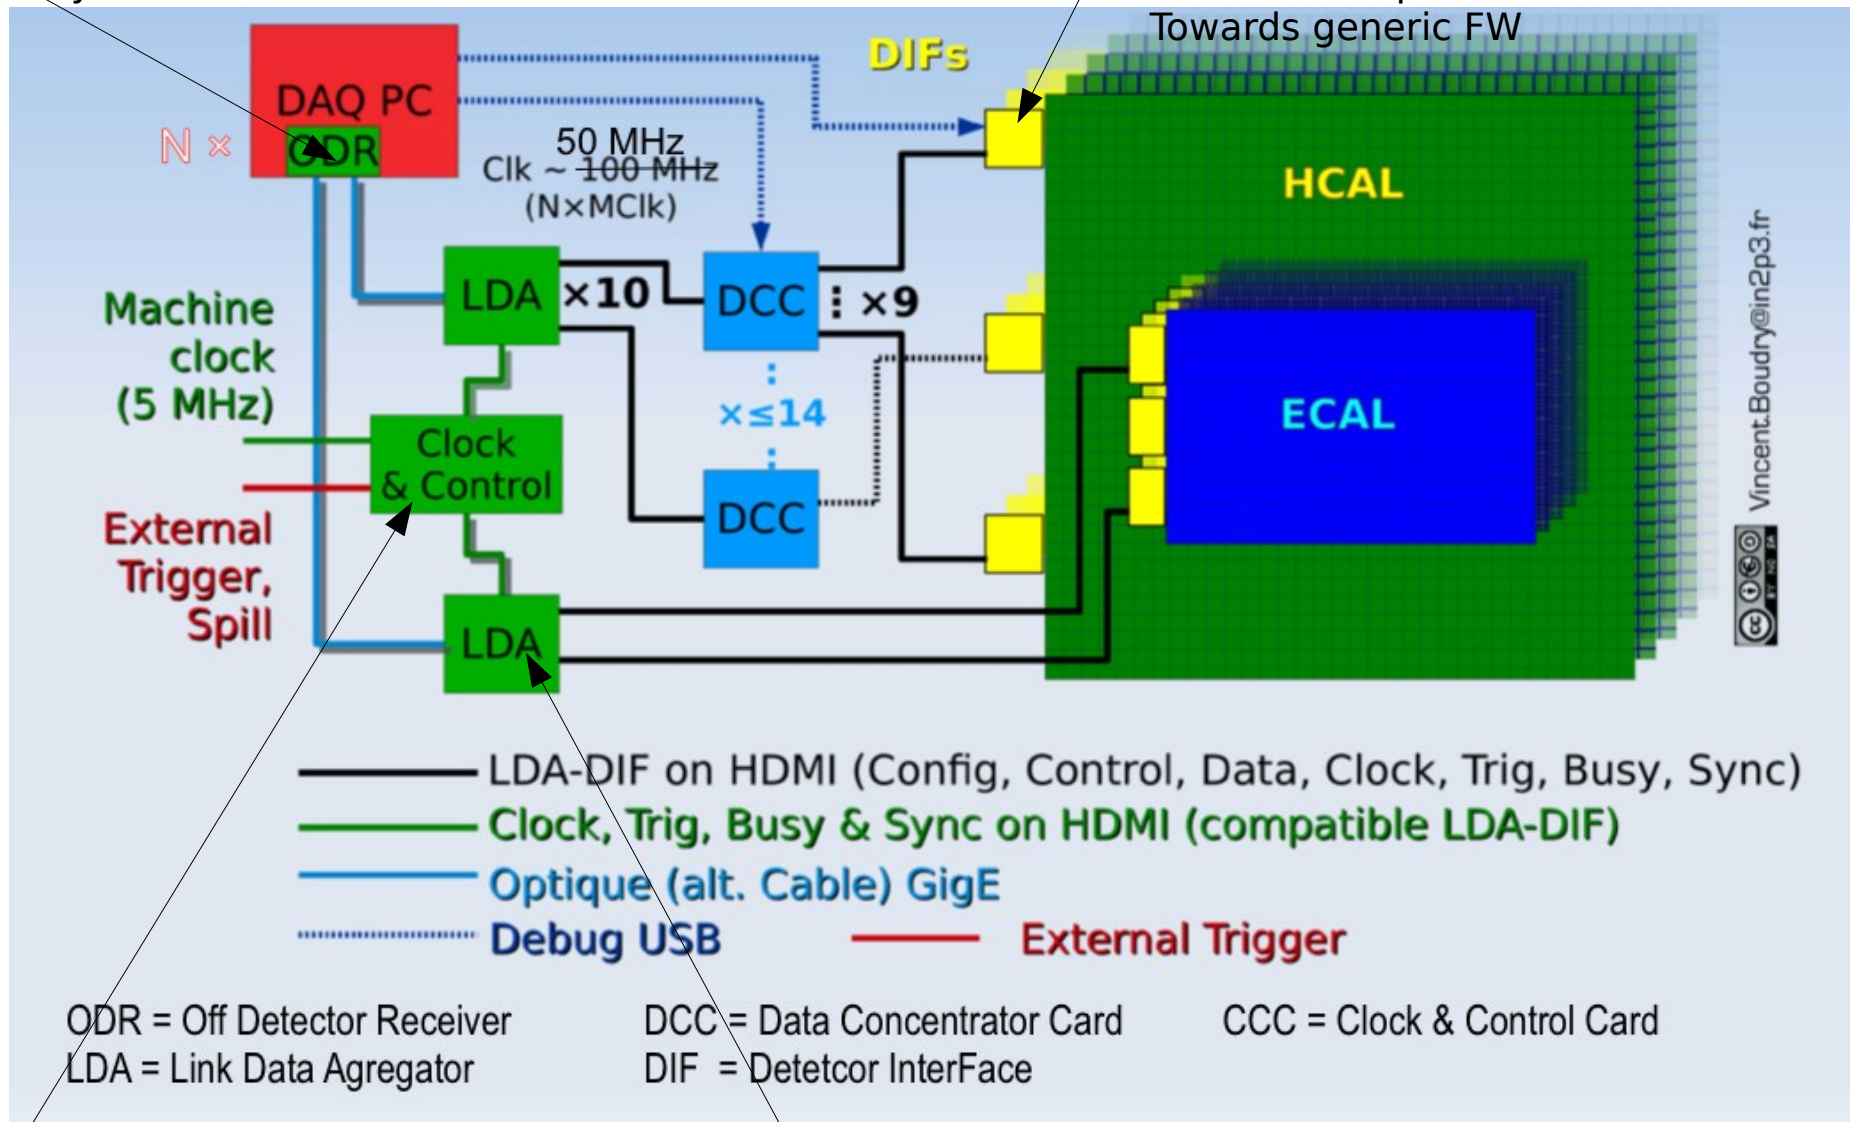 Towards generic FW
DIFs
DAQ PC
ODR
N ×
50 MHz
Clk ~ 100 MHz
(N×MClk)
HCAL
LDA
×10
DCC
⋮ ×9
Machine
clock
(5 MHz)
×≤14
ECAL
Clock
& Control
DCC
External
Trigger,
Spill
LDA
Vincent.Boudry@in2p3.fr
cc
BY NC SA
LDA-DIF on HDMI (Config, Control, Data, Clock, Trig, Busy, Sync)
Clock, Trig, Busy & Sync on HDMI (compatible LDA-DIF)
Optique (alt. Cable) GigE
Debug USB
External Trigger
ODR = Off Detector Receiver
DCC = Data Concentrator Card
CCC = Clock & Control Card
LDA = Link Data Agregator
DIF = Detetcor InterFace